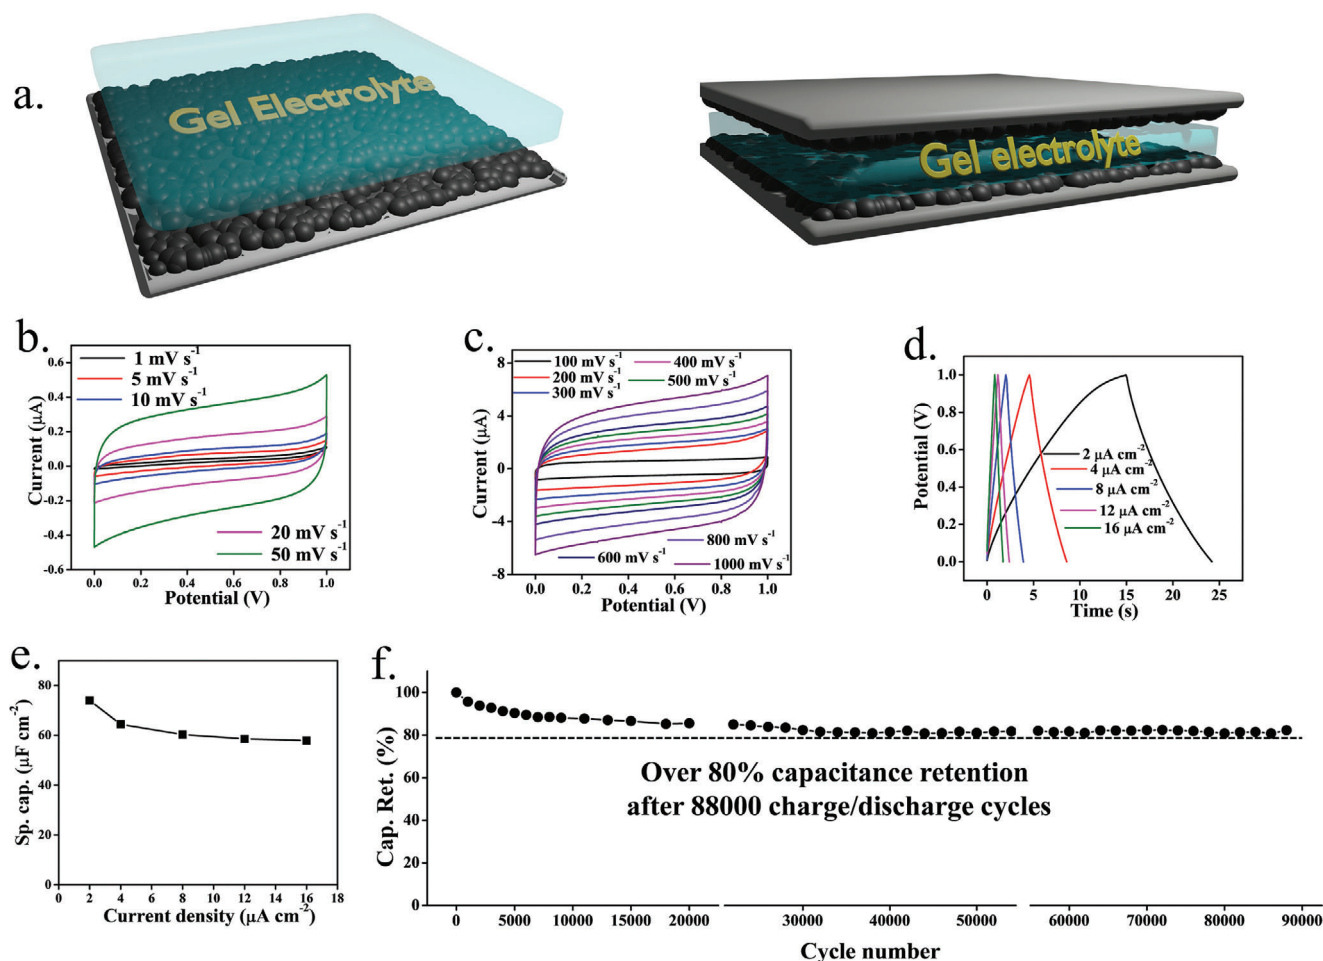 a.
Gel Electrolyte
Gel electrolyte
b.
1 mV s⁻¹
5 mV s⁻¹
10 mV s⁻¹
20 mV s⁻¹
50 mV s⁻¹
Current (μA)
0.6
0.4
0.2
0.0
-0.2
-0.4
-0.6
0.0 0.2 0.4 0.6 0.8 1.0
Potential (V)
c.
100 mV s⁻¹
200 mV s⁻¹
300 mV s⁻¹
400 mV s⁻¹
500 mV s⁻¹
600 mV s⁻¹
800 mV s⁻¹
1000 mV s⁻¹
Current (μA)
8
4
0
-4
-8
0.0 0.2 0.4 0.6 0.8 1.0
Potential (V)
d.
Potential (V)
1.0
0.8
0.6
0.4
0.2
0.0
2 μA cm⁻²
4 μA cm⁻²
8 μA cm⁻²
12 μA cm⁻²
16 μA cm⁻²
0 5 10 15 20 25
Time (s)
e.
Sp. cap. (μF cm⁻²)
80
60
40
20
0
0 2 4 6 8 10 12 14 16 18
Current density (μA cm⁻²)
f.
Cap. Ret. (%)
100
80
60
40
20
0
Over 80% capacitance retention
after 88000 charge/discharge cycles
0 5000 10000 15000 20000 30000 40000 50000 60000 70000 80000 90000
Cycle number